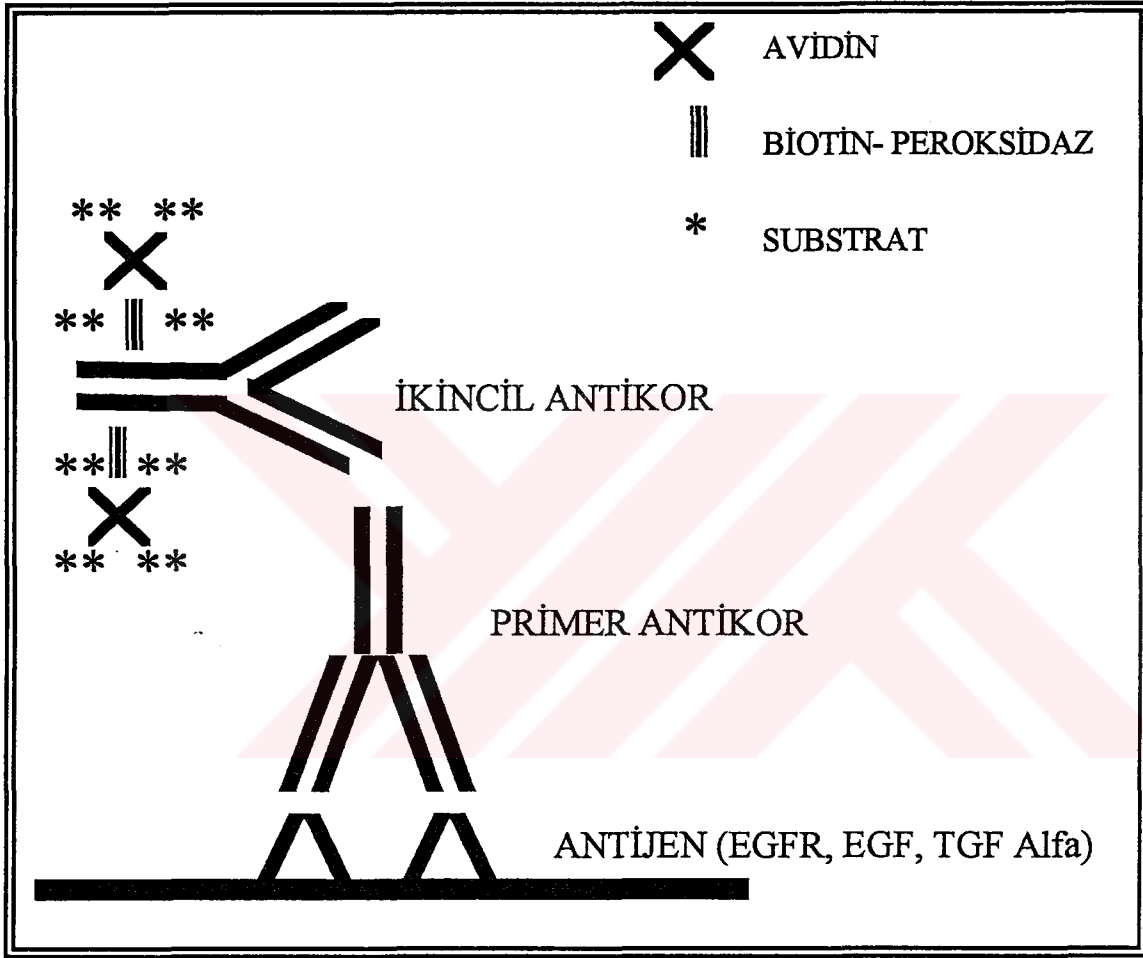 AVİDİN
BİOTİN- PEROKSİDAZ
* SUBSTRAT
** **
** **
İKİNCİL ANTİKOR
** **
** **
PRİMER ANTİKOR
ANTİJEN (EGFR, EGF, TGF Alfa)